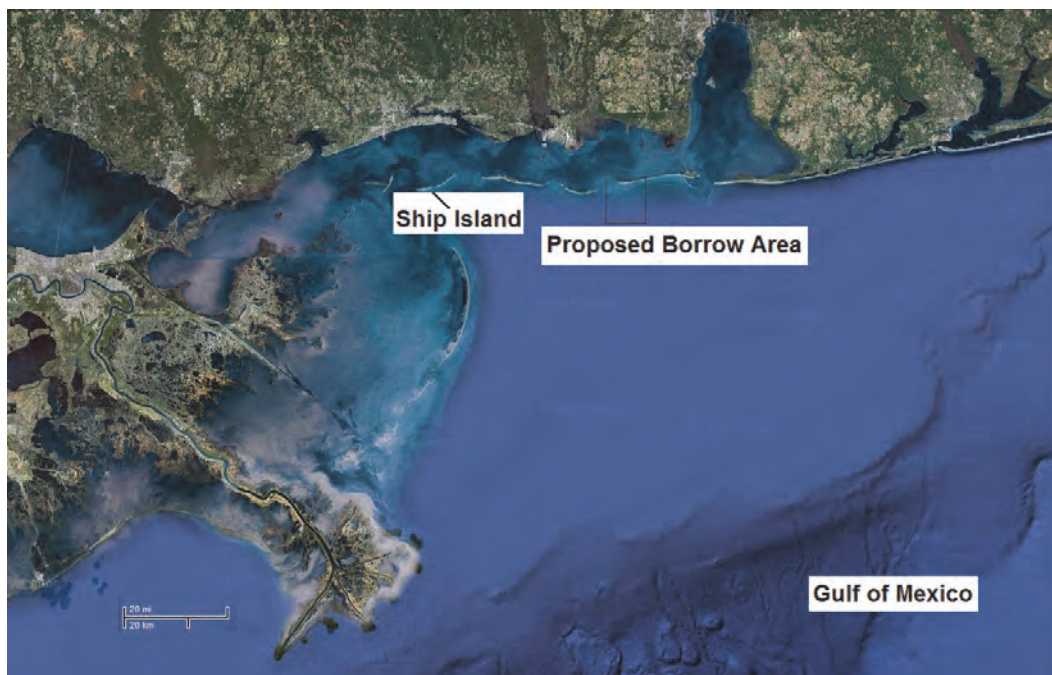 Ship Island
Proposed Borrow Area
Gulf of Mexico
20 mi
20 km